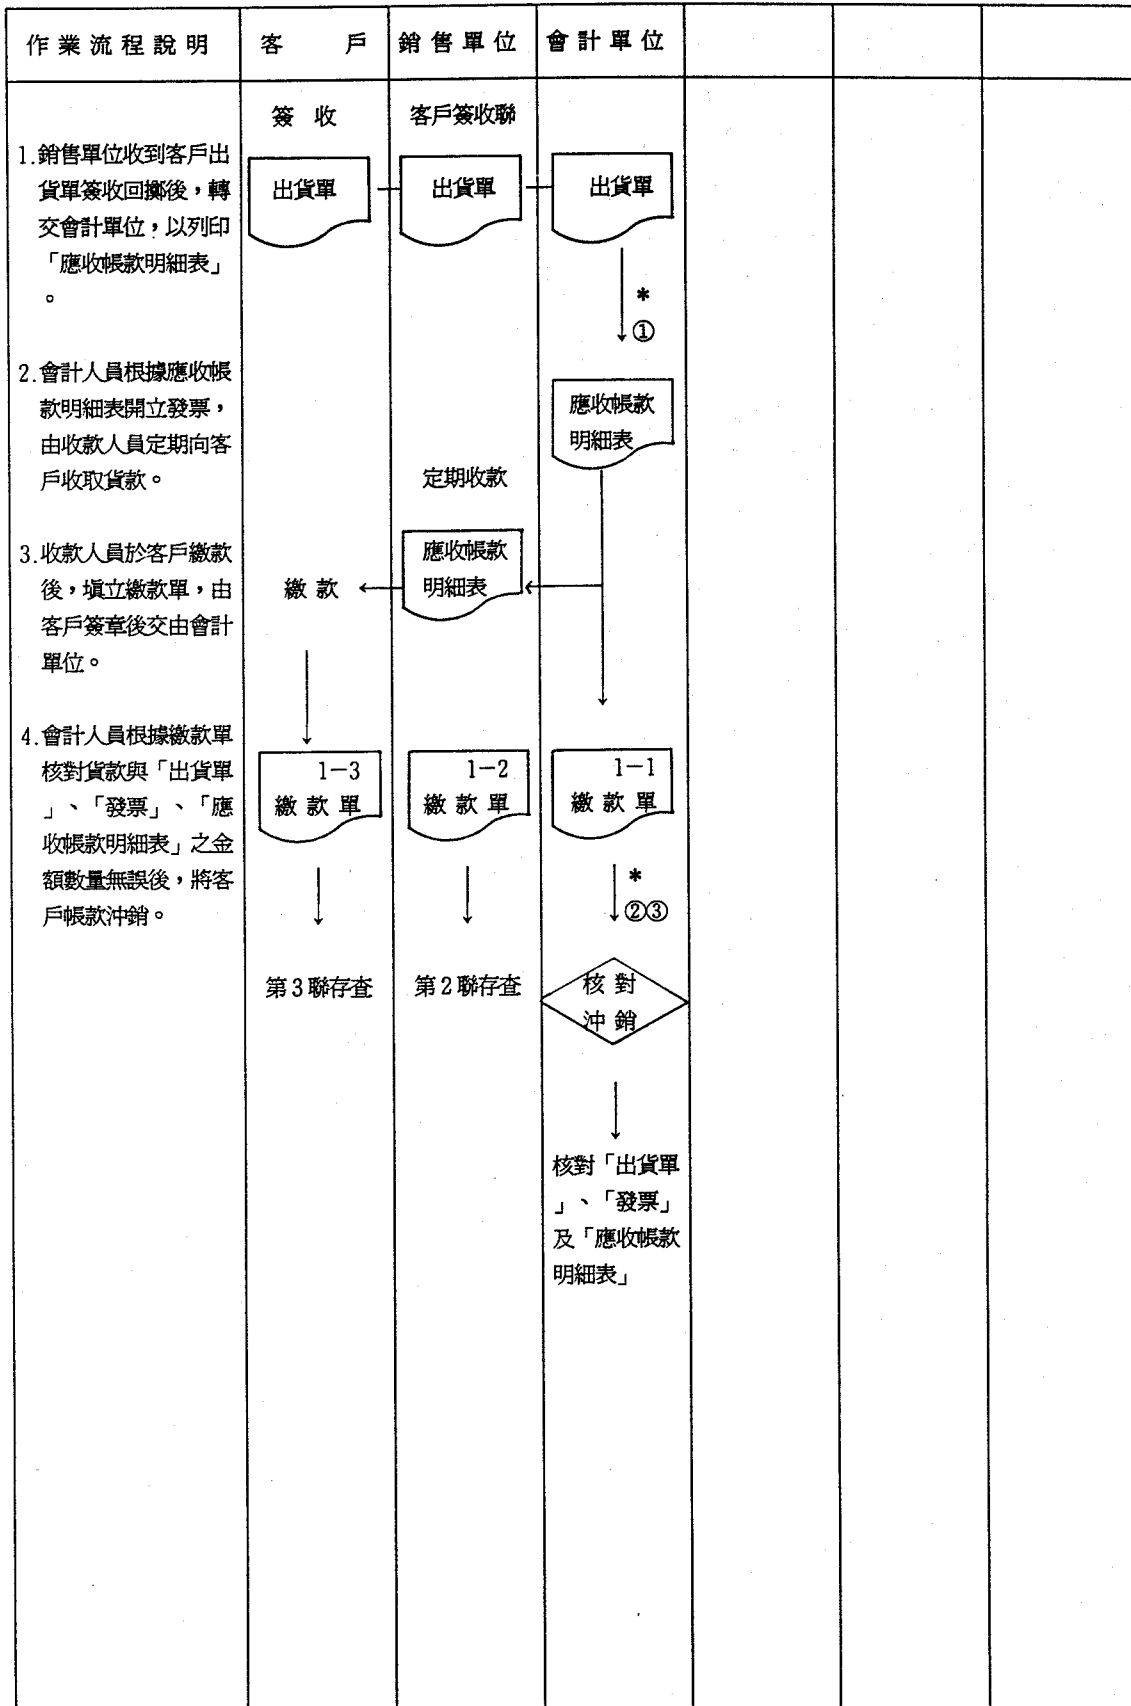 作業流程說明
客 戶
銷售單位
會計單位
1.銷售單位收到客戶出
貨單簽收回擲後，轉
交會計單位，以列印
「應收帳款明細表」
。
2.會計人員根據應收帳
款明細表開立發票，
由收款人員定期向客
戶收取貨款。
3.收款人員於客戶繳款
後，塡立繳款單，由
客戶簽章後交由會計
單位。
4.會計人員根據繳款單
核對貨款與「出貨單
」、「發票」、「應
收帳款明細表」之金
額數量無誤後，將客
戶帳款沖銷。
簽 收
客戶簽收聯
出貨單
出貨單
出貨單
*
①
應收帳款
明細表
定期收款
應收帳款
明細表
繳 款
1－3
繳 款 單
1－2
繳 款 單
1－1
繳 款 單
*
②③
第3聯存查
第2聯存查
核 對
沖 銷
核對「出貨單
」、「發票」
及「應收帳款
明細表」